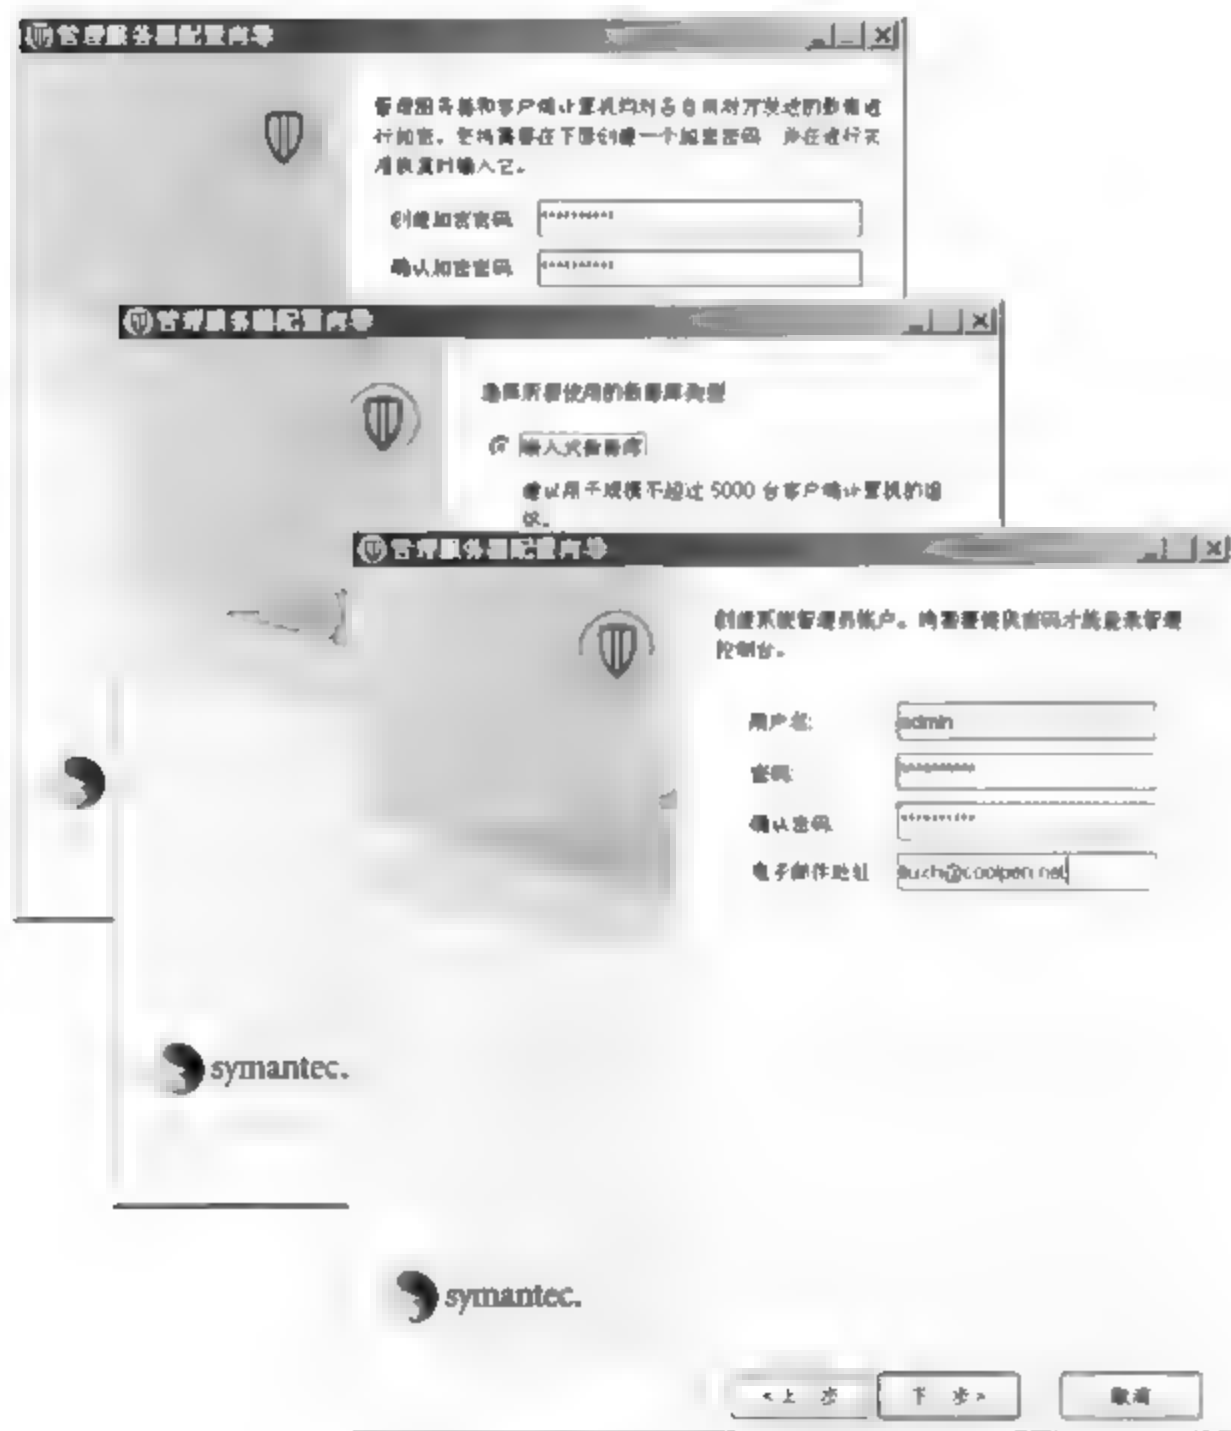 管理服务器配置向导
管理服务器和客户端计算机均对各自向对方发送的数据进
行加密。您将需要在下面创建一个加密密码 并在进行灾
难恢复时输入它。
创建加密密码 **********
确认加密密码 **********
管理服务器配置向导
选择所要使用的数据库类型
嵌入式数据库
建议用于规模不超过 5000 台客户端计算机的组
织。
管理服务器配置向导
创建系统管理员帐户。将需要提供密码才能登录管理
控制台。
用户名: admin
密码: **********
确认密码 **********
电子邮件地址 @coolpen.net
symantec.
symantec.
<上 步 下 步> 取消